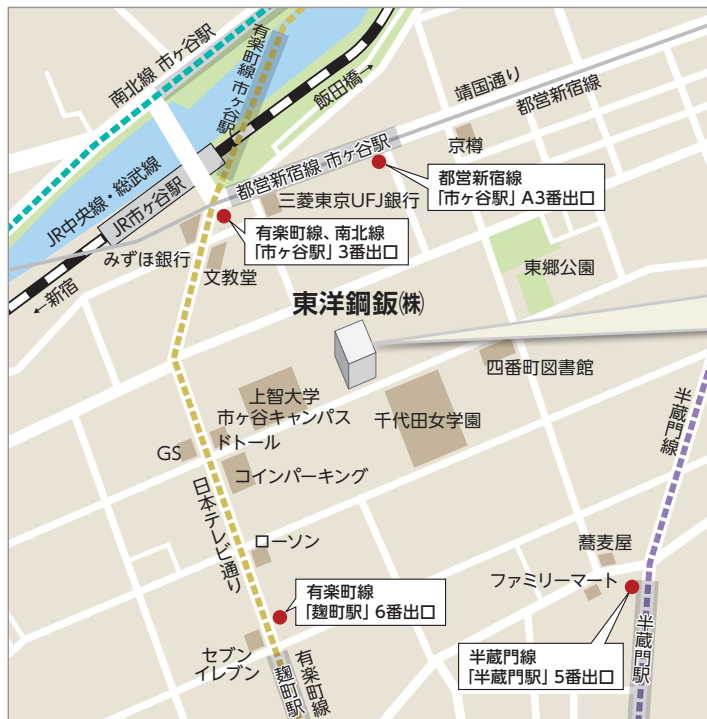 南北線 市ケ谷駅
有楽町線 市ケ谷駅
飯田橋
靖国通り
都営新宿線
京樽
JR中央線・総武線
JR市ケ谷駅
都営新宿線 市ケ谷駅
三菱東京UFJ銀行
都営新宿線
「市ヶ谷駅」 A3番出口
有楽町線、南北線
「市ヶ谷駅」 3番出口
みずほ銀行
文教堂
新宿
東郷公園
東洋鋼鈑㈱
四番町図書館
上智大学
市ヶ谷キャンパス
千代田女学園
半蔵門線
GS
ドトール
コインパーキング
日本テレビ通り
ローソン
蕎麦屋
ファミリーマート
有楽町線
「麹町駅」 6番出口
セブン
イレブン
麹町駅
有楽町線
半蔵門線
「半蔵門駅」 5番出口
半蔵門駅